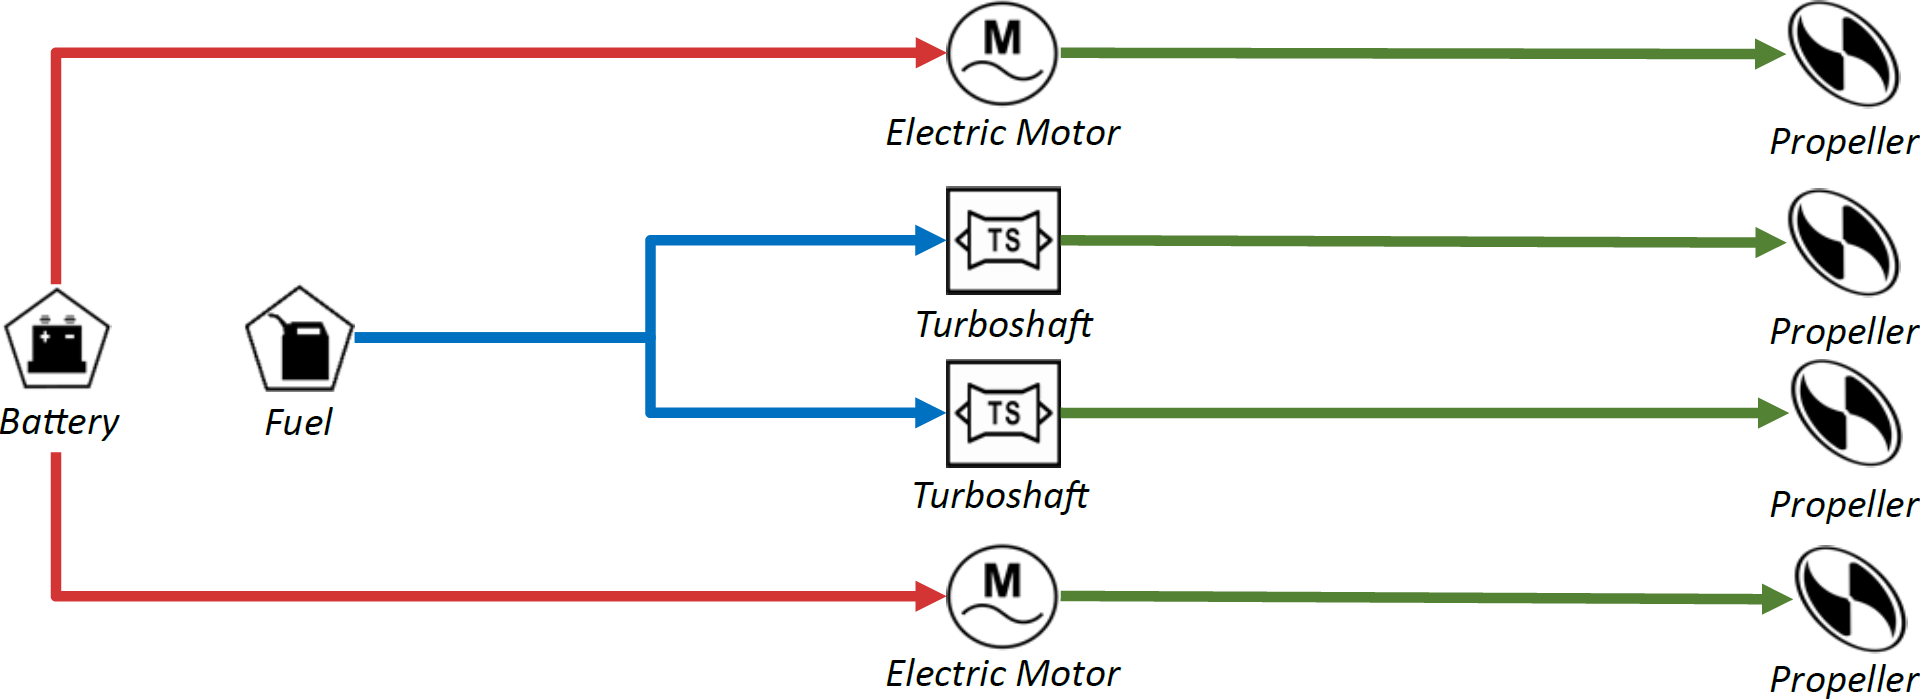 M
Electric Motor
Propeller
TS
Turboshaft
Propeller
+ -
Battery
Fuel
TS
Turboshaft
Propeller
M
Electric Motor
Propeller